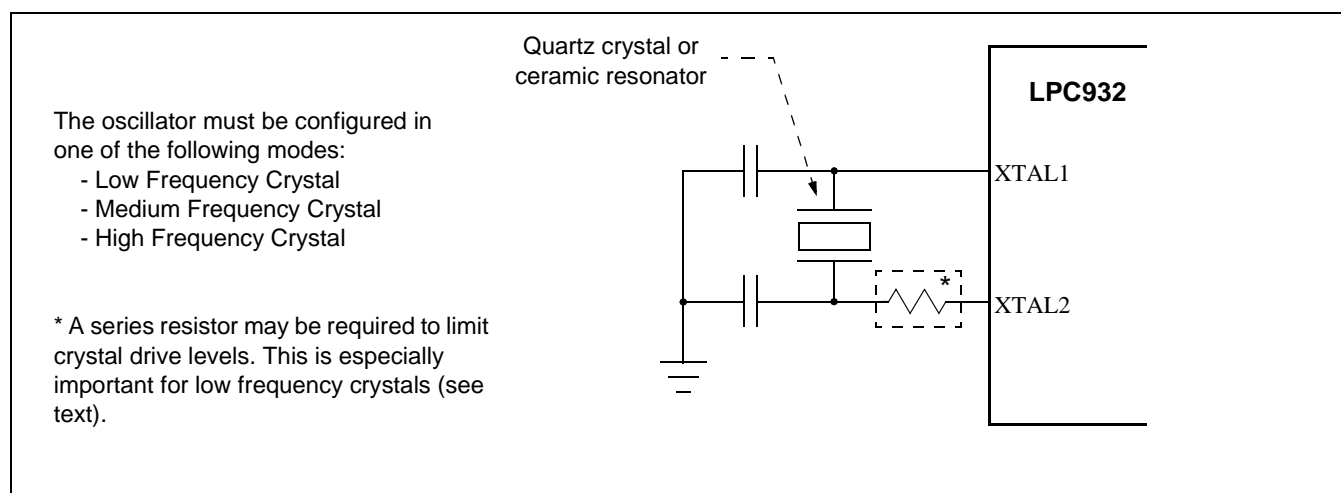 Quartz crystal or
ceramic resonator
LPC932
The oscillator must be configured in
one of the following modes:
- Low Frequency Crystal
- Medium Frequency Crystal
- High Frequency Crystal
XTAL1
*
XTAL2
* A series resistor may be required to limit
crystal drive levels. This is especially
important for low frequency crystals (see
text).